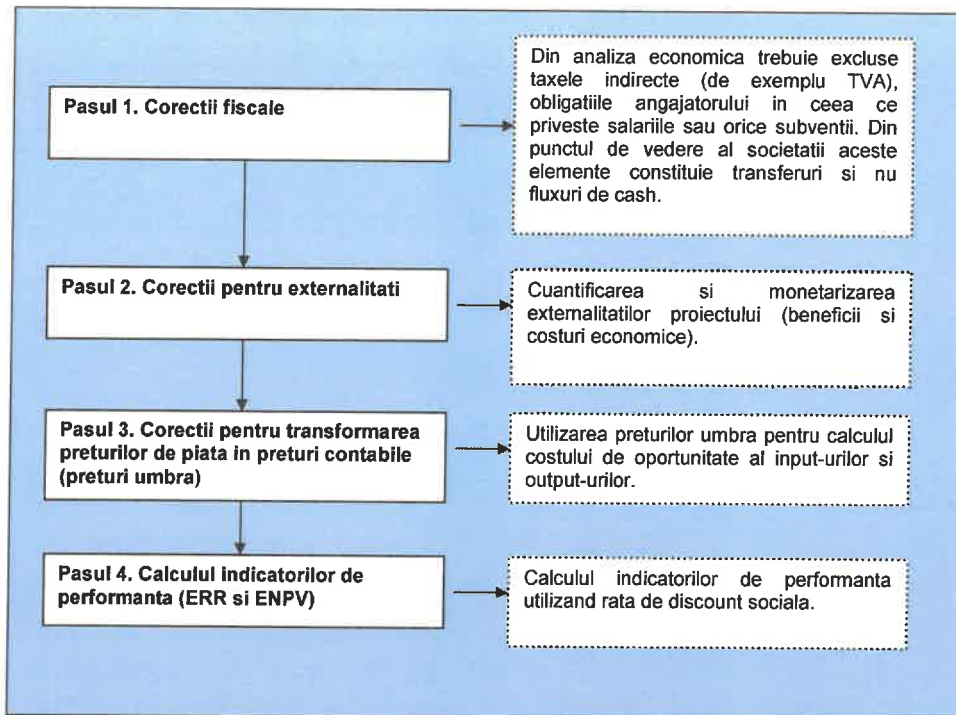 Pasul 1. Corectii fiscale
Din analiza economica trebuie excluse
taxele indirecte (de exemplu TVA),
obligatiile angajatorului in ceea ce
priveste salariile sau orice subventii. Din
punctul de vedere al societatii aceste
elemente constituie transferuri si nu
fluxuri de cash.
Pasul 2. Corectii pentru externalitati
Cuantificarea si monetarizarea
externalitatilor proiectului (beneficii si
costuri economice).
Pasul 3. Corectii pentru transformarea
preturilor de piata in preturi contabile
(preturi umbra)
Utilizarea preturilor umbra pentru calculul
costului de oportunitate al input-urilor si
output-urilor.
Pasul 4. Calculul indicatorilor de
performanta (ERR si ENPV)
Calculul indicatorilor de performanta
utilizand rata de discount sociala.